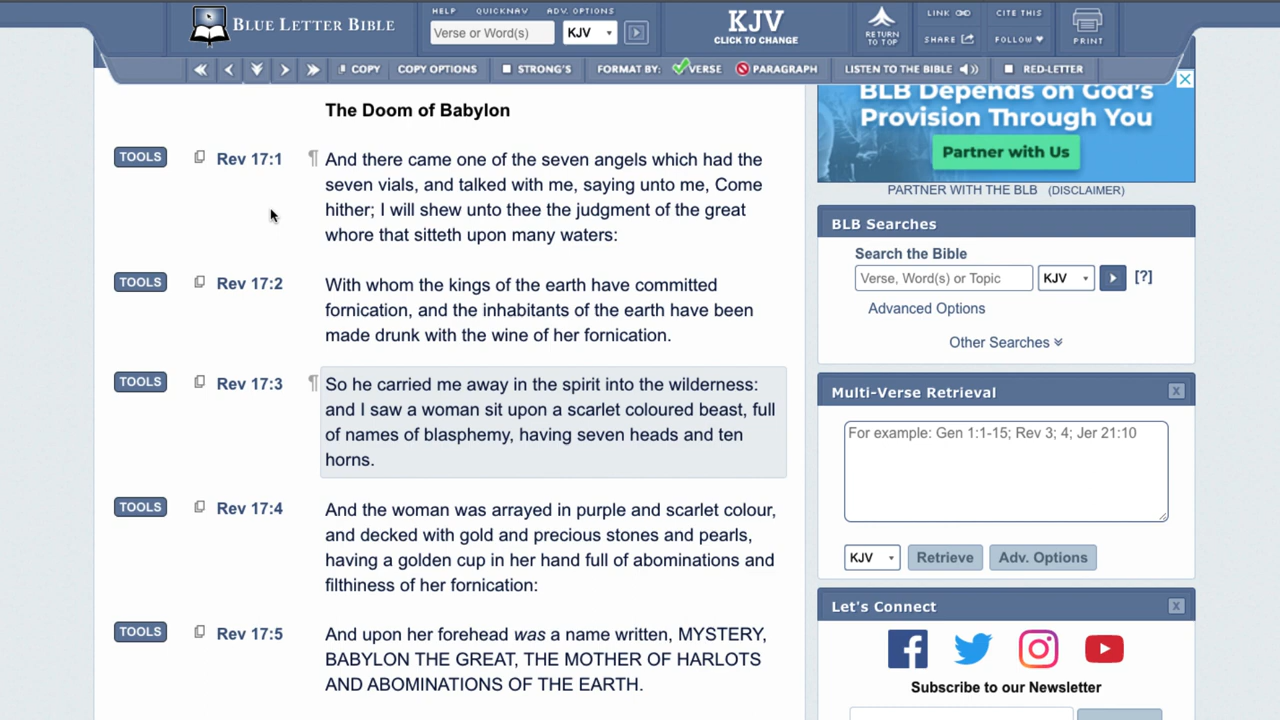 BLUE LETTER BIBLE
HELP QUICKNAV ADV. OPTIONS
Verse or Word(s) KJV
KJV
CLICK TO CHANGE
RETURN
TO TOP
LINK CITE THIS
SHARE FOLLOW
PRINT
COPY COPY OPTIONS STRONG'S FORMAT BY: VERSE PARAGRAPH LISTEN TO THE BIBLE RED-LETTER
The Doom of Babylon
TOOLS Rev 17:1 ¶ And there came one of the seven angels which had the
seven vials, and talked with me, saying unto me, Come
hither; I will shew unto thee the judgment of the great
whore that sitteth upon many waters:
TOOLS Rev 17:2 With whom the kings of the earth have committed
fornication, and the inhabitants of the earth have been
made drunk with the wine of her fornication.
TOOLS Rev 17:3 ¶ So he carried me away in the spirit into the wilderness:
and I saw a woman sit upon a scarlet coloured beast, full
of names of blasphemy, having seven heads and ten
horns.
TOOLS Rev 17:4 And the woman was arrayed in purple and scarlet colour,
and decked with gold and precious stones and pearls,
having a golden cup in her hand full of abominations and
filthiness of her fornication:
TOOLS Rev 17:5 And upon her forehead was a name written, MYSTERY,
BABYLON THE GREAT, THE MOTHER OF HARLOTS
AND ABOMINATIONS OF THE EARTH.
BLB Depends on God's
Provision Through You
Partner with Us
PARTNER WITH THE BLB (DISCLAIMER)
BLB Searches
Search the Bible
Verse, Word(s) or Topic KJV [?]
Advanced Options
Other Searches
Multi-Verse Retrieval X
For example: Gen 1:1-15; Rev 3; 4; Jer 21:10
KJV Retrieve Adv. Options
Let's Connect X
Subscribe to our Newsletter